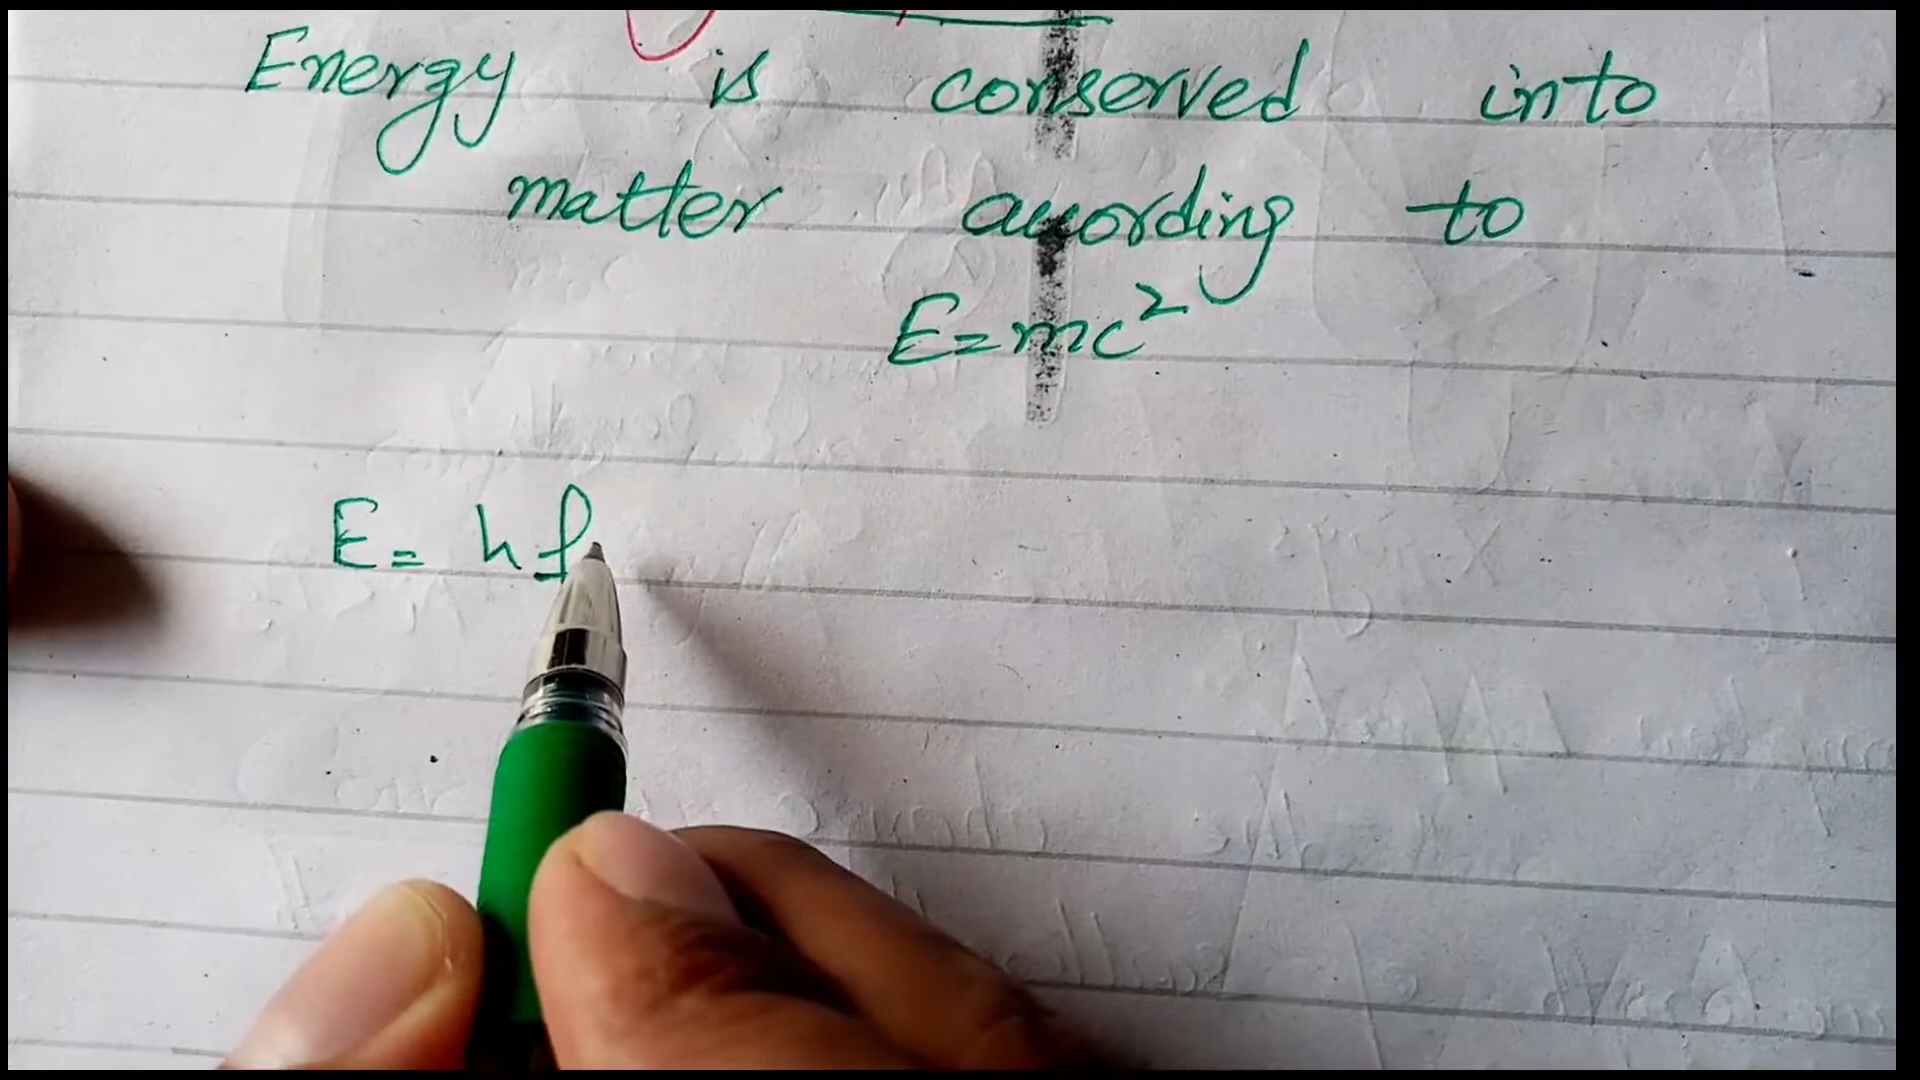 Energy is conserved into
matter according to
E=mc²
E= hf